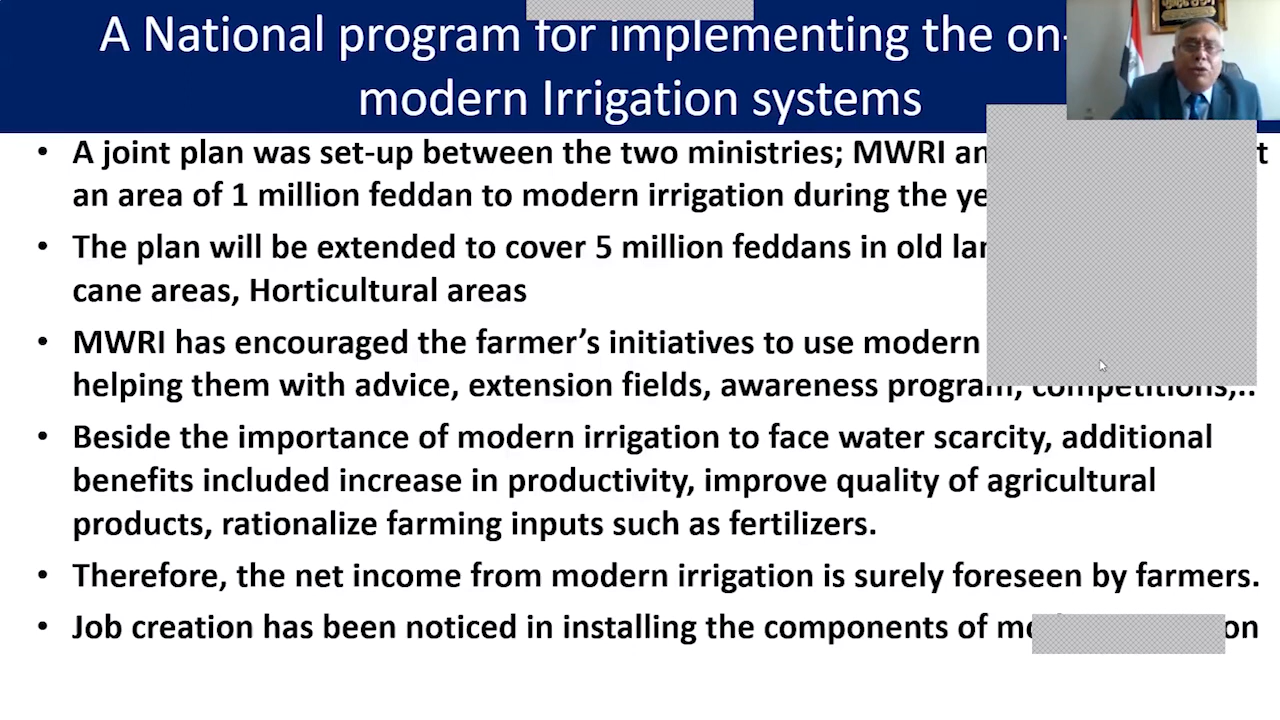 A National program for implementing the
modern Irrigation systems
• A joint plan was set-up between the two ministries; MWRI
an area of 1 million feddan to modern irrigation during the
• The plan will be extended to cover 5 million feddans in old
cane areas, Horticultural areas
• MWRI has encouraged the farmer’s initiatives to use modern
helping them with advice, extension fields, awareness program, competitions,..
• Beside the importance of modern irrigation to face water scarcity, additional
benefits included increase in productivity, improve quality of agricultural
products, rationalize farming inputs such as fertilizers.
• Therefore, the net income from modern irrigation is surely foreseen by farmers.
• Job creation has been noticed in installing the components of